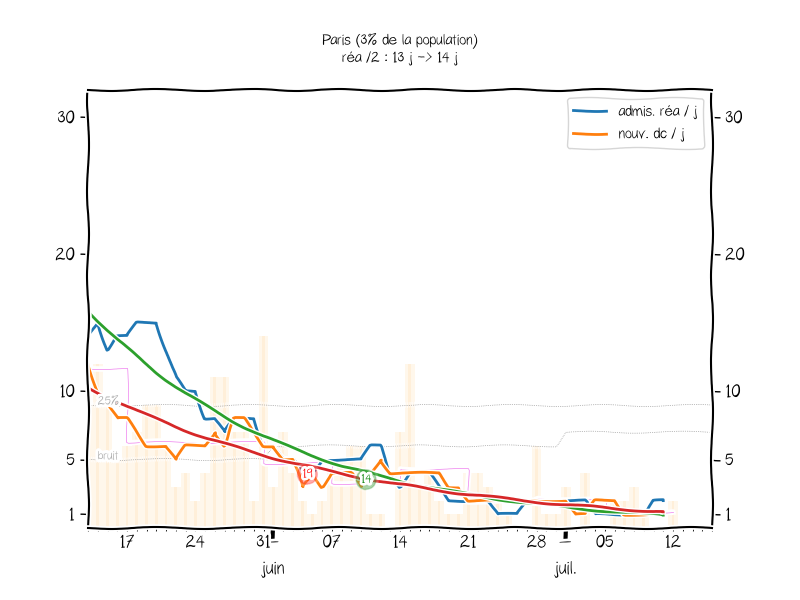 Paris (3% de la population)
réa /2 : 13 j -> 14 j
admis. réa / j
nouv. dc / j
30
30
20
20
10
10
25%
bruit
5
5
19
14
1
1
17 24 31 07 14 21 28 05 12
juin juil.